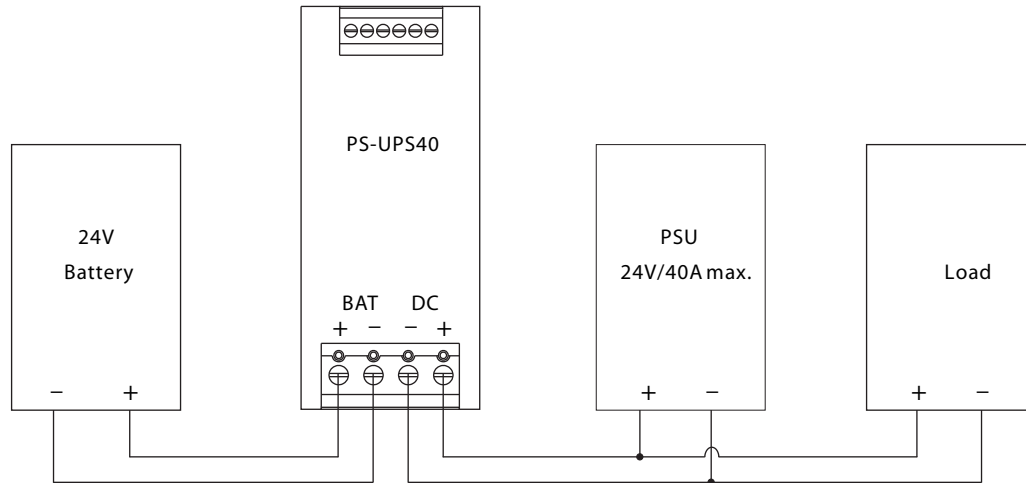 PS-UPS40
24V
Battery
PSU
24V/40A max.
Load
BAT DC
+ − − +
− +
+ −
+ −